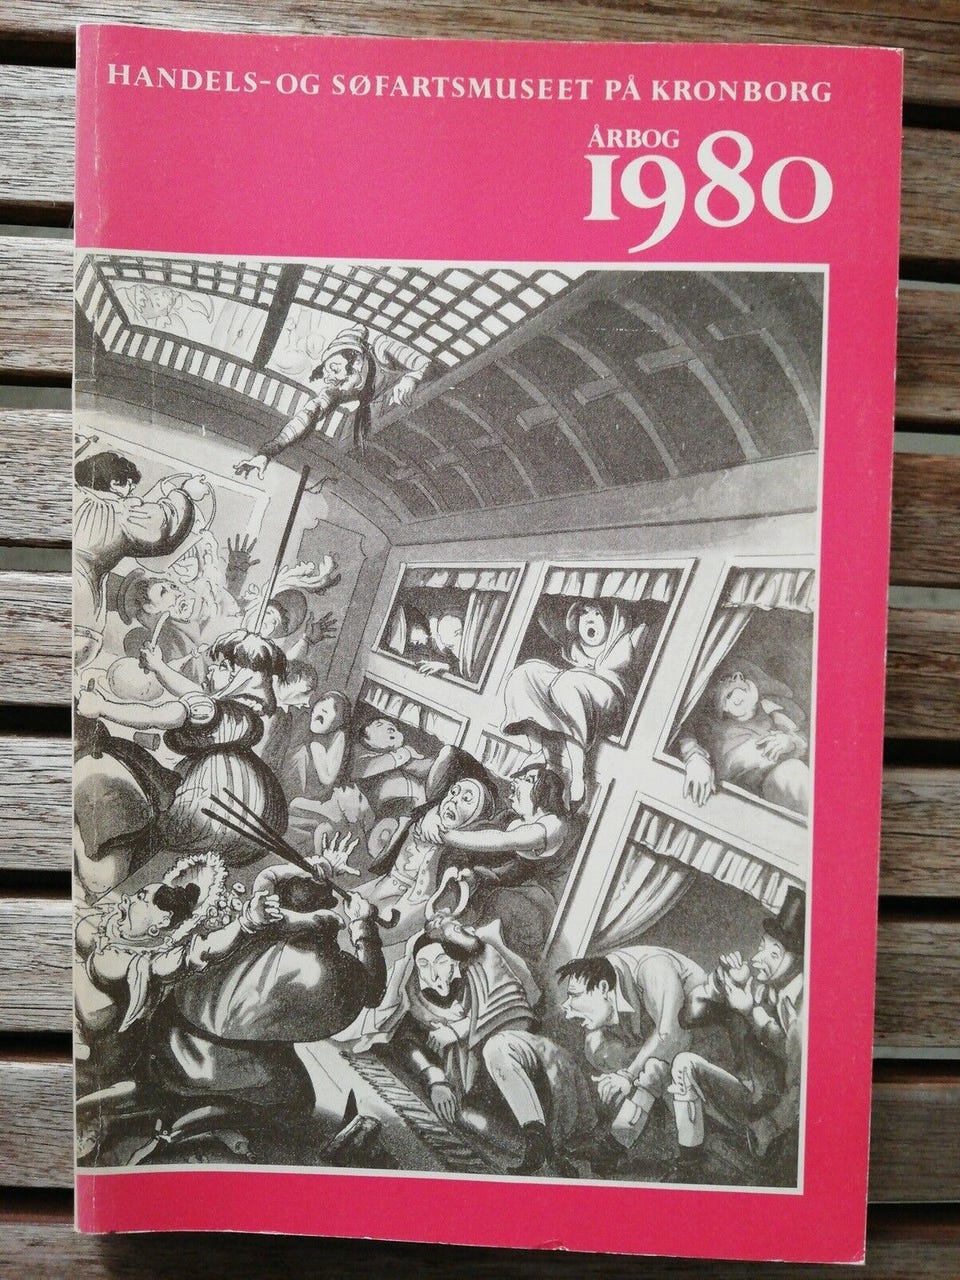 HANDELS-OG SØFARTSMUSEET PÅ KRONBORG
ÅRBOG
1980